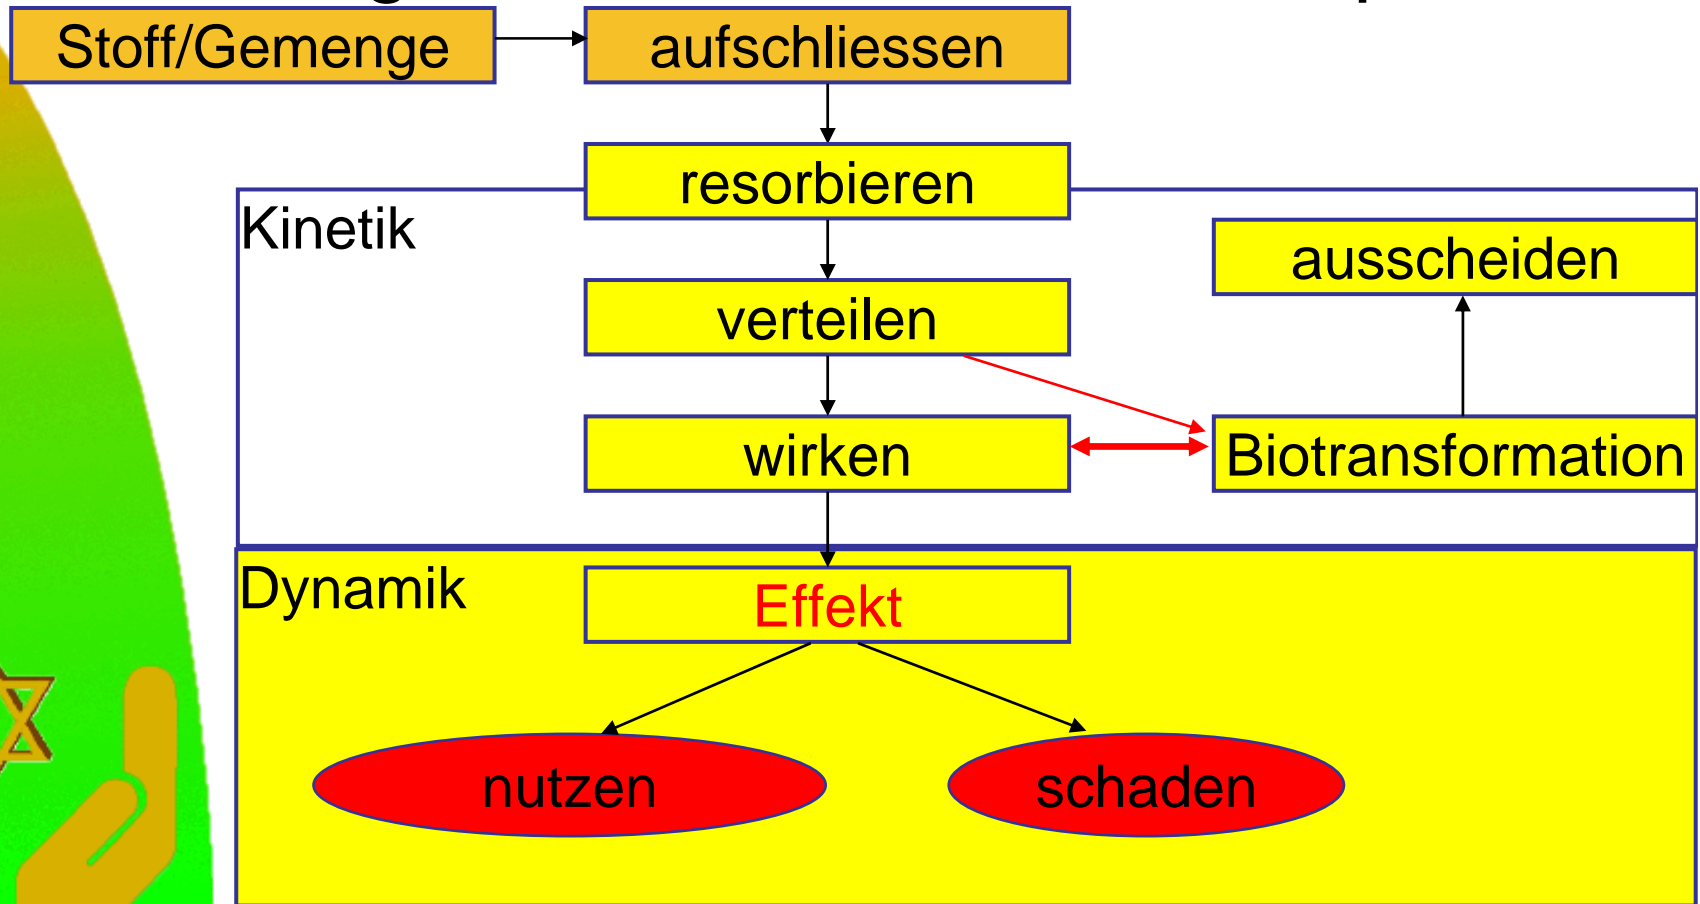 Stoff/Gemenge
aufschliessen
resorbieren
Kinetik
ausscheiden
verteilen
wirken
Biotransformation
Dynamik
Effekt
nutzen
schaden